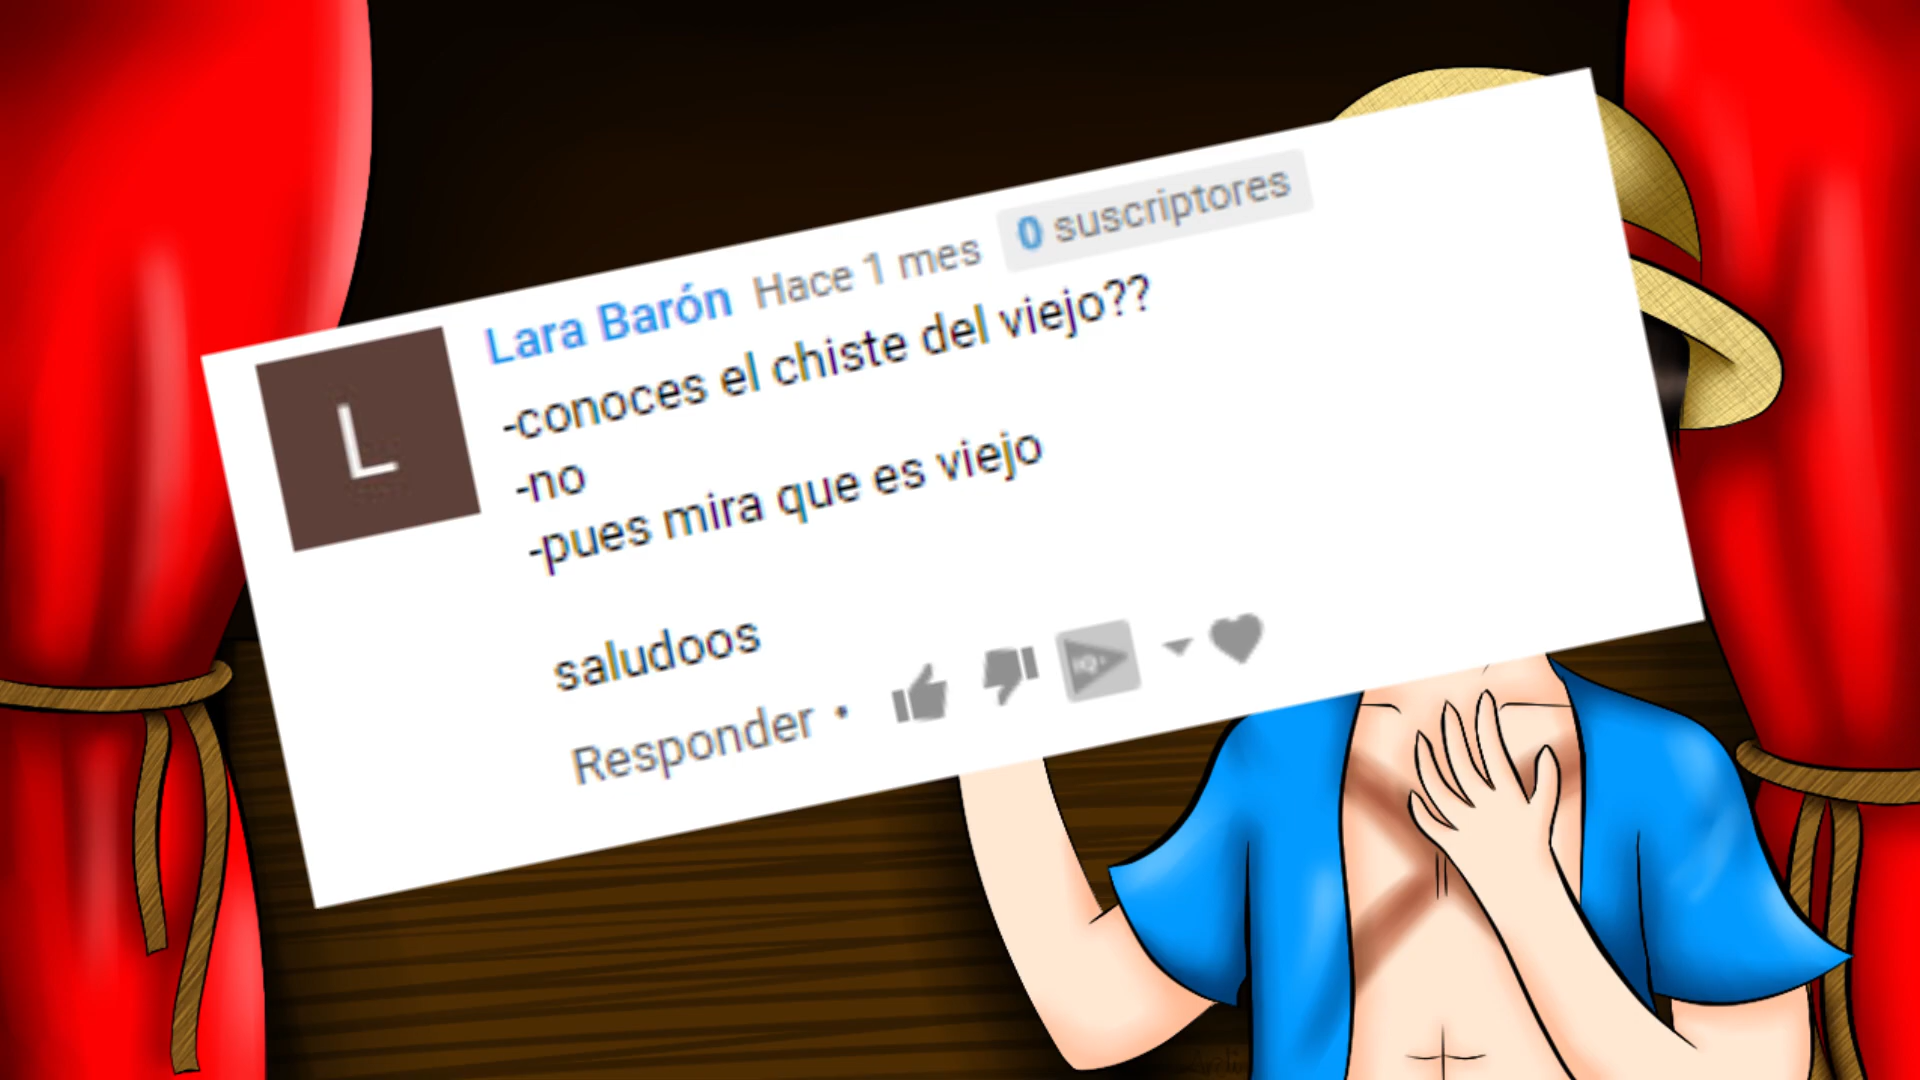 L
Lara Barón Hace 1 mes 0 suscriptores
-conoces el chiste del viejo??
-no
-pues mira que es viejo
saludoos
Responder •
IQ+